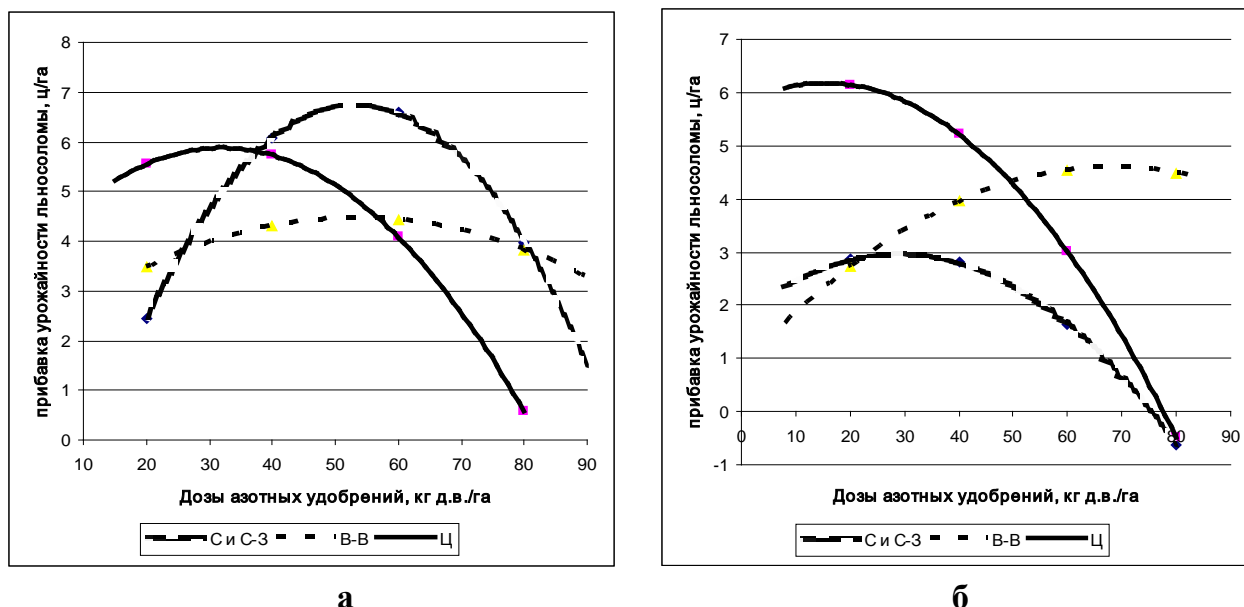 прибавка урожайности льносоломы, ц/га
8
7
6
5
4
3
2
1
0
10 20 30 40 50 60 70 80 90
Дозы азотных удобрений, кг д.в./га
С и С-З В-В Ц
а
прибавка урожайности льносоломы, ц/га
7
6
5
4
3
2
1
0
-1
0 10 20 30 40 50 60 70 80 90
Дозы азотных удобрений, кг д.в./га
С и С-З В-В Ц
б